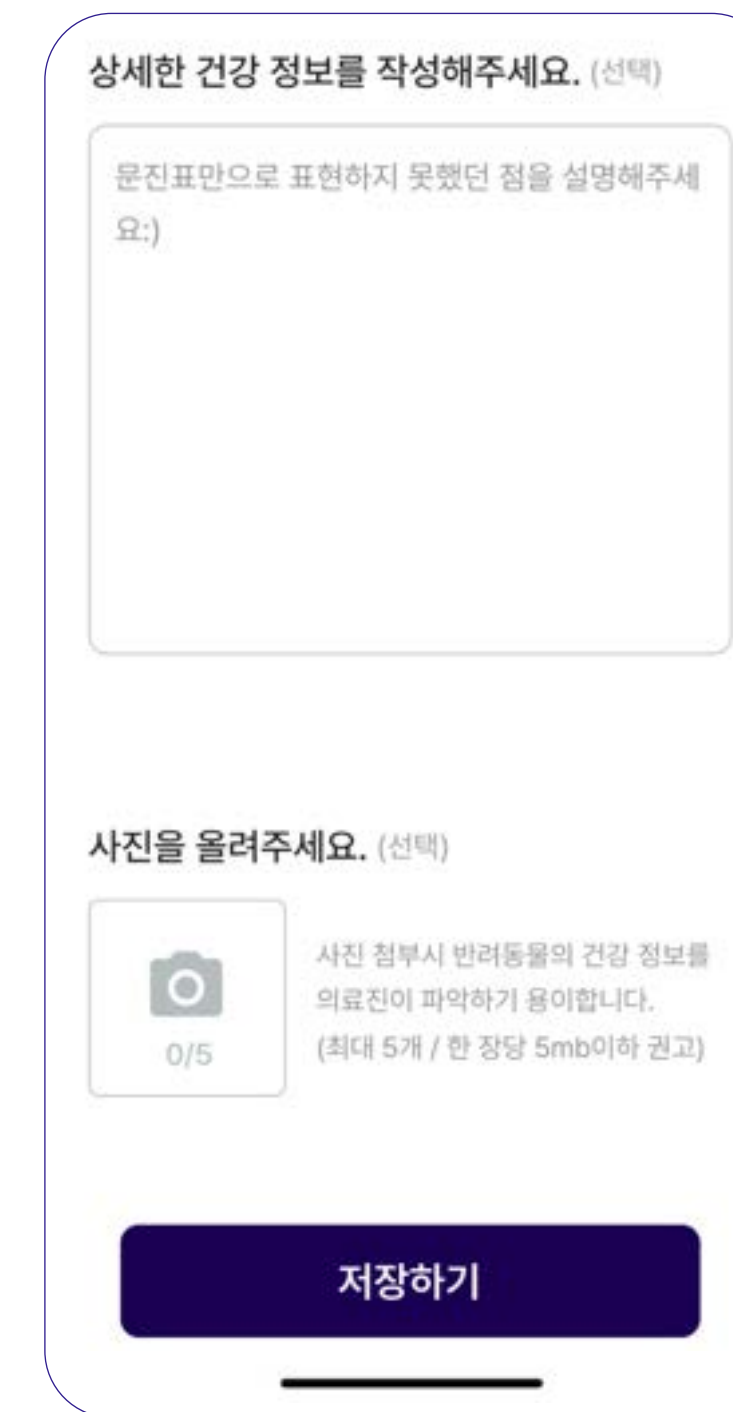 상세한 건강 정보를 작성해주세요. (선택)
문진표만으로 표현하지 못했던 점을 설명해주세
요:)
사진을 올려주세요. (선택)
사진 첨부시 반려동물의 건강 정보를
의료진이 파악하기 용이합니다.
(최대 5개 / 한 장당 5mb이하 권고)
0/5
저장하기